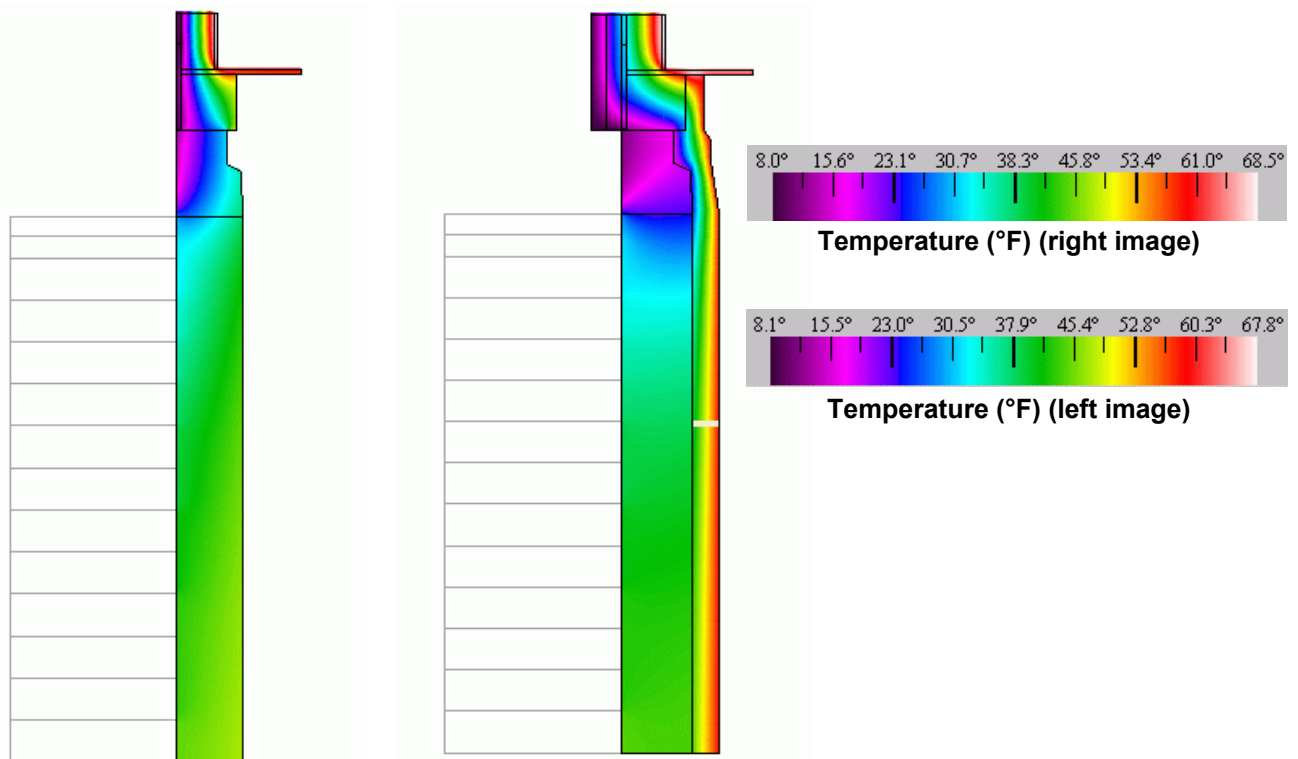 8.0° 15.6° 23.1° 30.7° 38.3° 45.8° 53.4° 61.0° 68.5°
Temperature (°F) (right image)
8.1° 15.5° 23.0° 30.5° 37.9° 45.4° 52.8° 60.3° 67.8°
Temperature (°F) (left image)